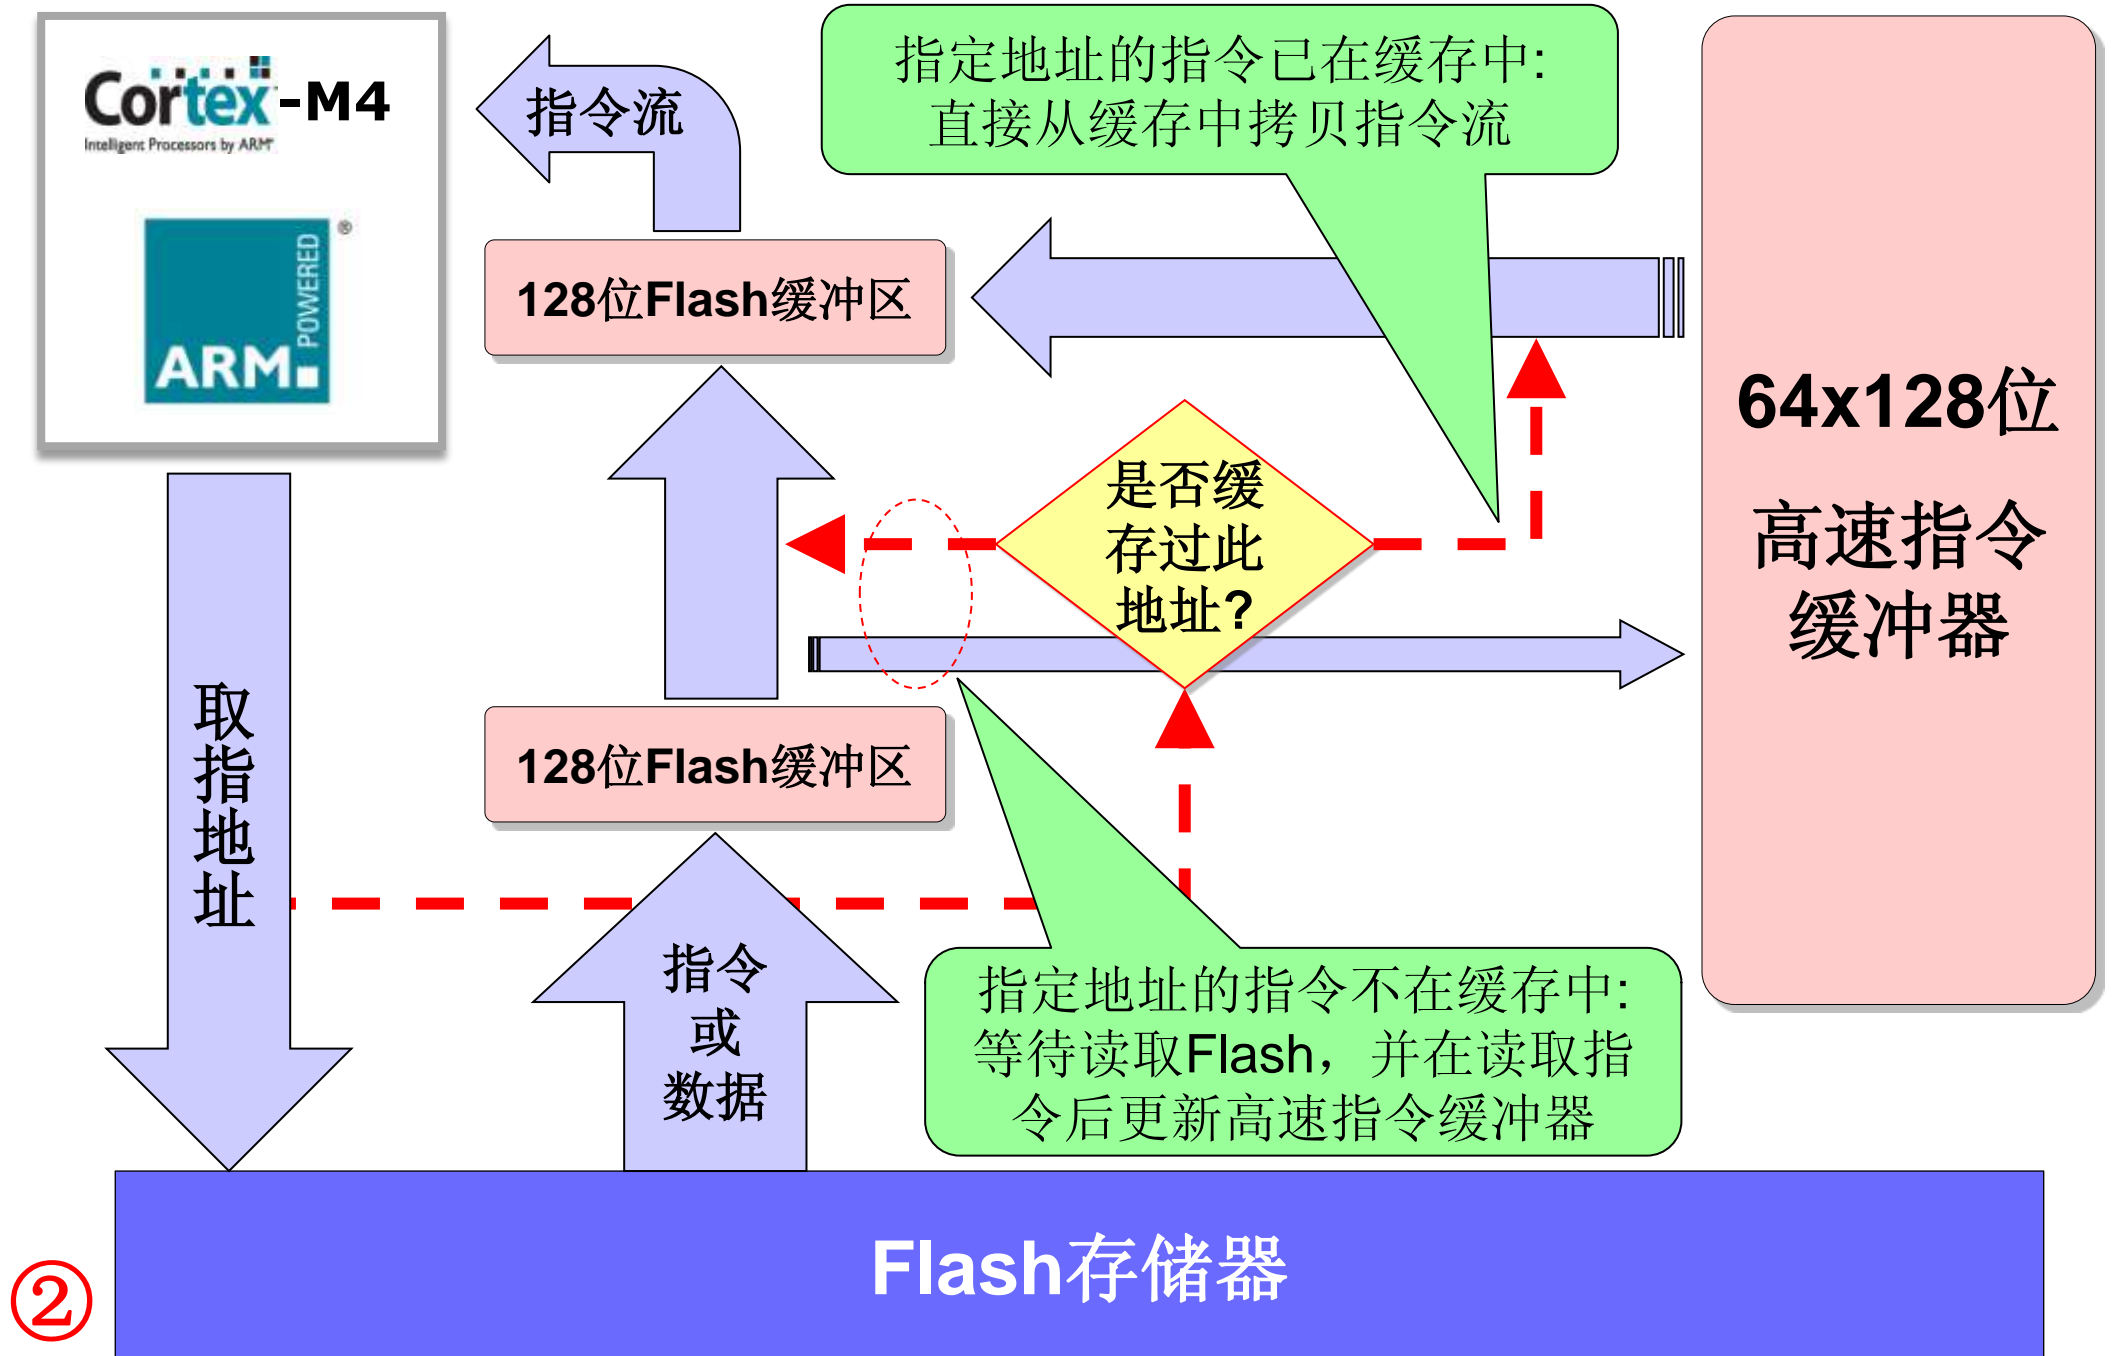 Cortex-M4
Intelligent Processors by ARM®
ARM POWERED®
指令流
指定地址的指令已在缓存中:
直接从缓存中拷贝指令流
128位Flash缓冲区
64x128位
高速指令
缓冲器
是否缓
存过此
地址?
取指地址
128位Flash缓冲区
指令
或
数据
指定地址的指令不在缓存中:
等待读取Flash，并在读取指
令后更新高速指令缓冲器
Flash存储器
②